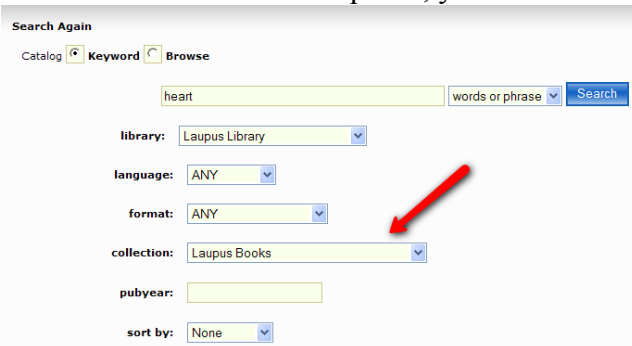 Search Again
Catalog Keyword Browse
heart words or phrase Search
library: Laupus Library
language: ANY
format: ANY
collection: Laupus Books
pubyear:
sort by: None